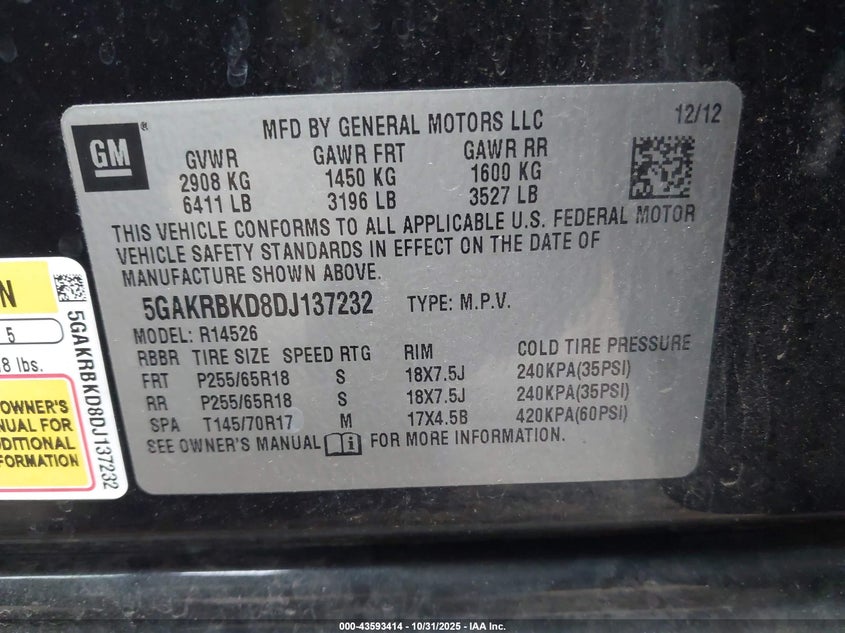 GM
®
MFD BY GENERAL MOTORS LLC
12/12
GVWR GAWR FRT GAWR RR
2908 KG 1450 KG 1600 KG
6411 LB 3196 LB 3527 LB
THIS VEHICLE CONFORMS TO ALL APPLICABLE U.S. FEDERAL MOTOR
VEHICLE SAFETY STANDARDS IN EFFECT ON THE DATE OF
MANUFACTURE SHOWN ABOVE.
5GAKRBKD8DJ137232 TYPE: M.P.V.
MODEL: R14526
RBBR TIRE SIZE SPEED RTG RIM COLD TIRE PRESSURE
FRT P255/65R18 S 18X7.5J 240KPA(35PSI)
RR P255/65R18 S 18X7.5J 240KPA(35PSI)
SPA T145/70R17 M 17X4.5B 420KPA(60PSI)
SEE OWNER'S MANUAL FOR MORE INFORMATION.
N
5
8 lbs.
OWNER'S
NUAL FOR
DITIONAL
FORMATION
5GAKRBKD8DJ137232
000-43593414 - 10/31/2025 - IAA Inc.